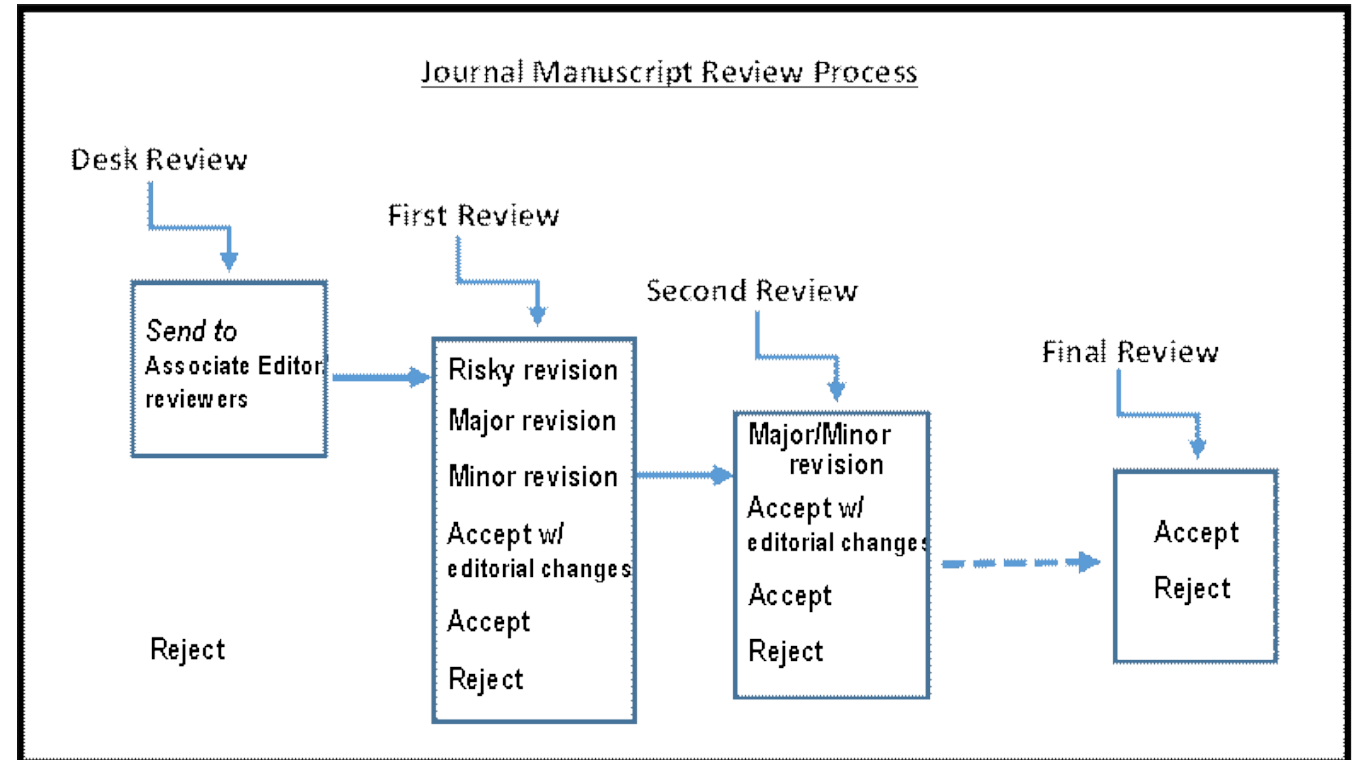 Journal Manuscript Review Process
Desk Review
Send to
Associate Editor/
reviewers
Reject
First Review
Risky revision
Major revision
Minor revision
Accept w/
editorial changes
Accept
Reject
Second Review
Major/Minor
revision
Accept w/
editorial changes
Accept
Reject
Final Review
Accept
Reject